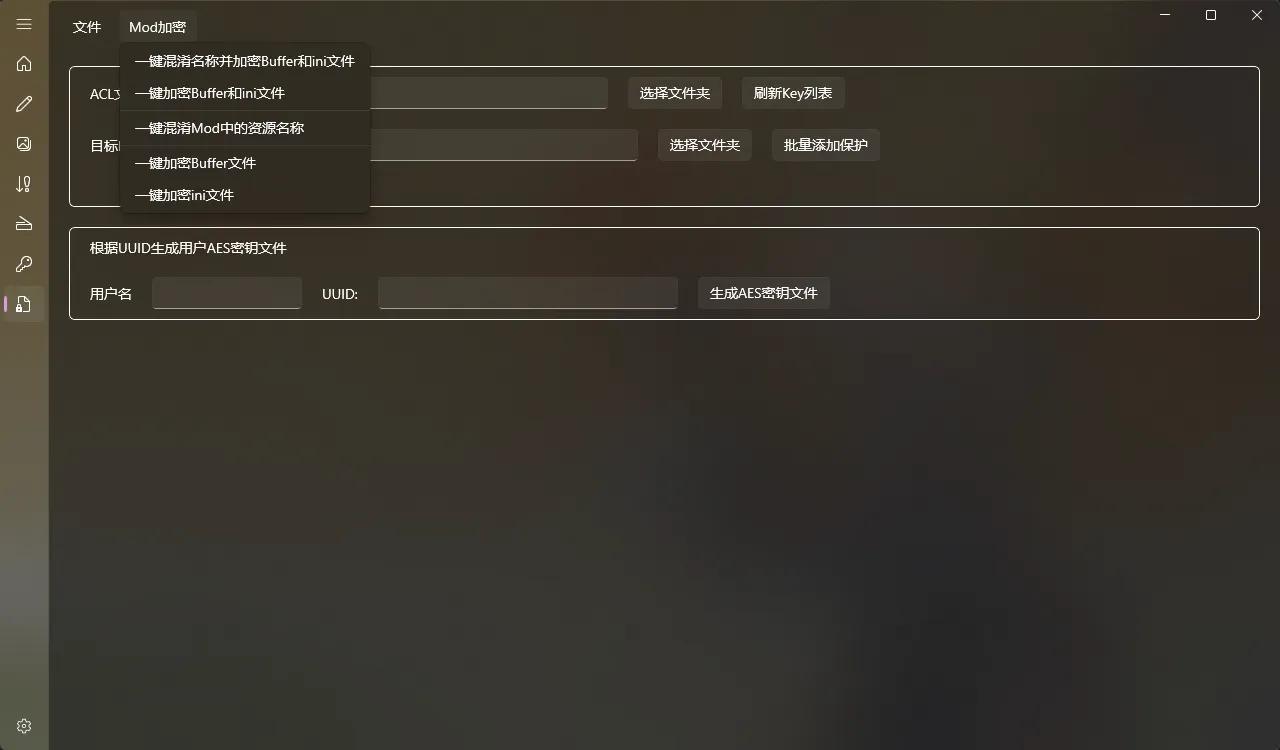 文件 Mod加密
一键混淆名称并加密Buffer和ini文件
一键加密Buffer和ini文件
一键混淆Mod中的资源名称
一键加密Buffer文件
一键加密ini文件
ACL 选择文件夹 刷新Key列表
目标 选择文件夹 批量添加保护
根据UUID生成用户AES密钥文件
用户名 UUID: 生成AES密钥文件